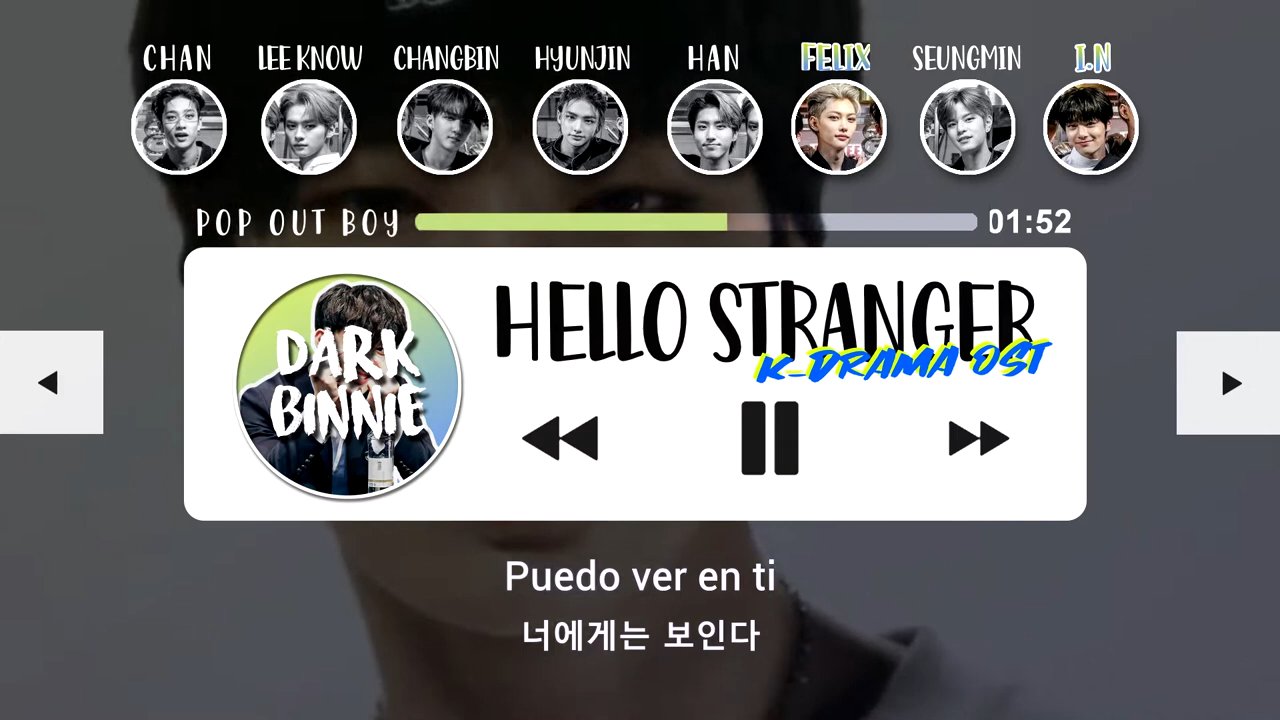 CHAN LEE KNOW CHANGBIN HYUNJIN HAN FELIX SEUNGMIN I.N
POP OUT BOY 01:52
DARK
BINNIE
HELLO STRANGER
K-DRAMA OST
Puedo ver en ti
너에게는 보인다